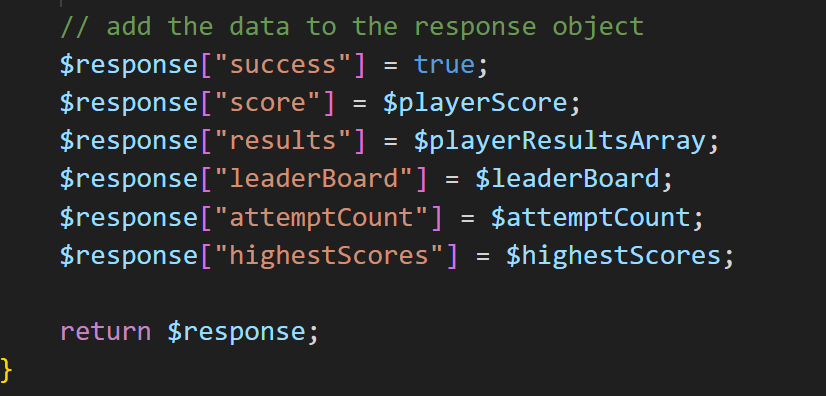 // add the data to the response object
$response["success"] = true;
$response["score"] = $playerScore;
$response["results"] = $playerResultsArray;
$response["leaderBoard"] = $leaderBoard;
$response["attemptCount"] = $attemptCount;
$response["highestScores"] = $highestScores;
return $response;
}